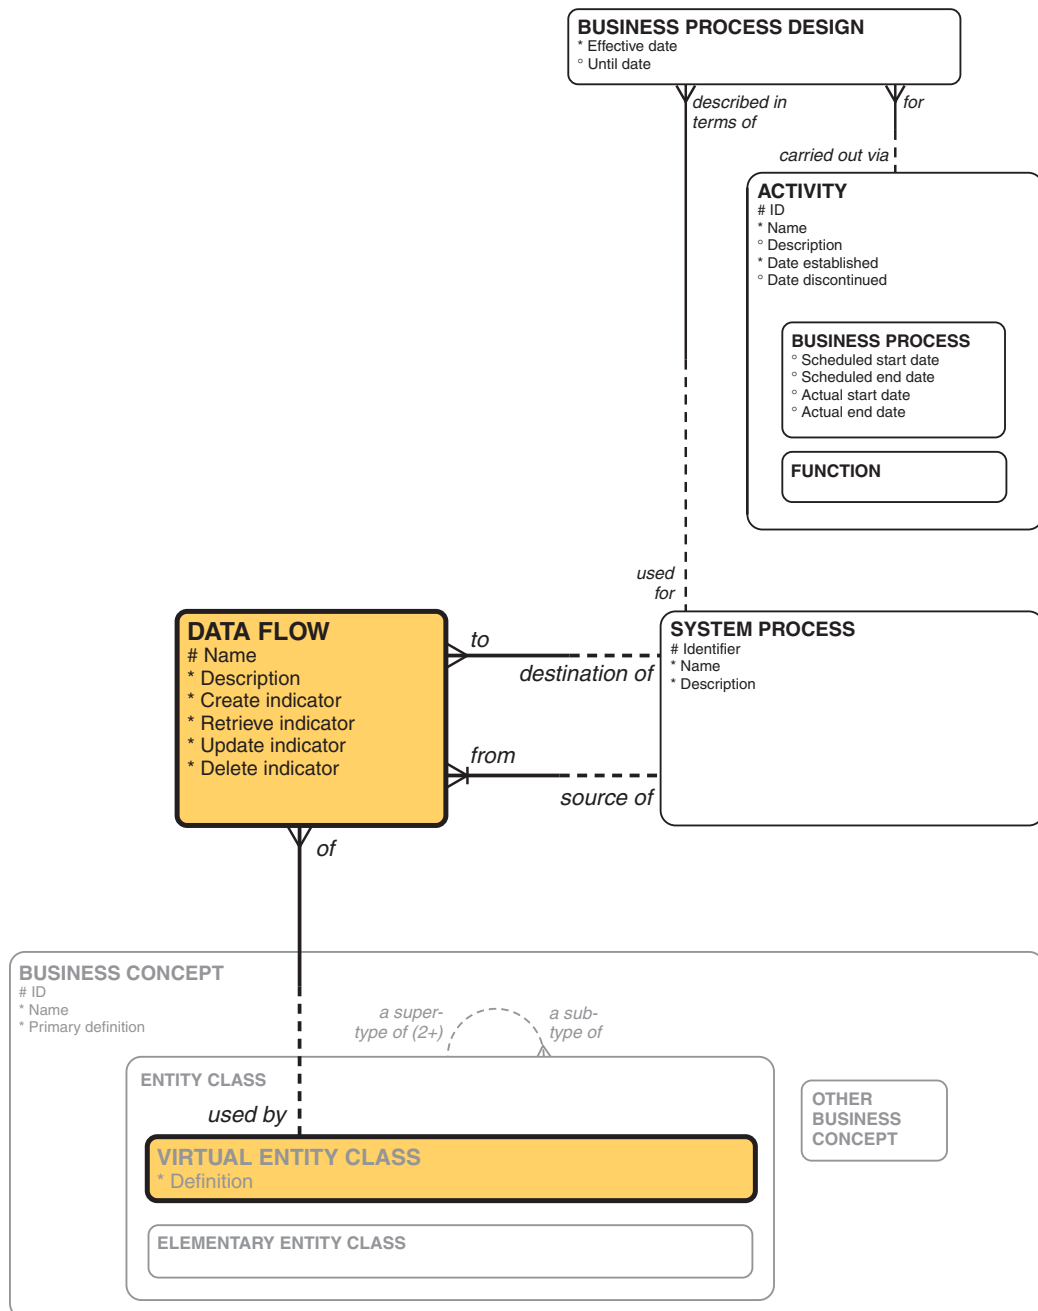 BUSINESS PROCESS DESIGN
* Effective date
° Until date
described in
terms of
for
carried out via
ACTIVITY
# ID
* Name
° Description
* Date established
° Date discontinued
BUSINESS PROCESS
° Scheduled start date
° Scheduled end date
° Actual start date
° Actual end date
FUNCTION
used
for
DATA FLOW
# Name
* Description
* Create indicator
* Retrieve indicator
* Update indicator
* Delete indicator
to
destination of
from
source of
SYSTEM PROCESS
# Identifier
* Name
* Description
of
BUSINESS CONCEPT
# ID
* Name
* Primary definition
a super-
type of (2+)
a sub-
type of
ENTITY CLASS
used by
VIRTUAL ENTITY CLASS
* Definition
ELEMENTARY ENTITY CLASS
OTHER
BUSINESS
CONCEPT